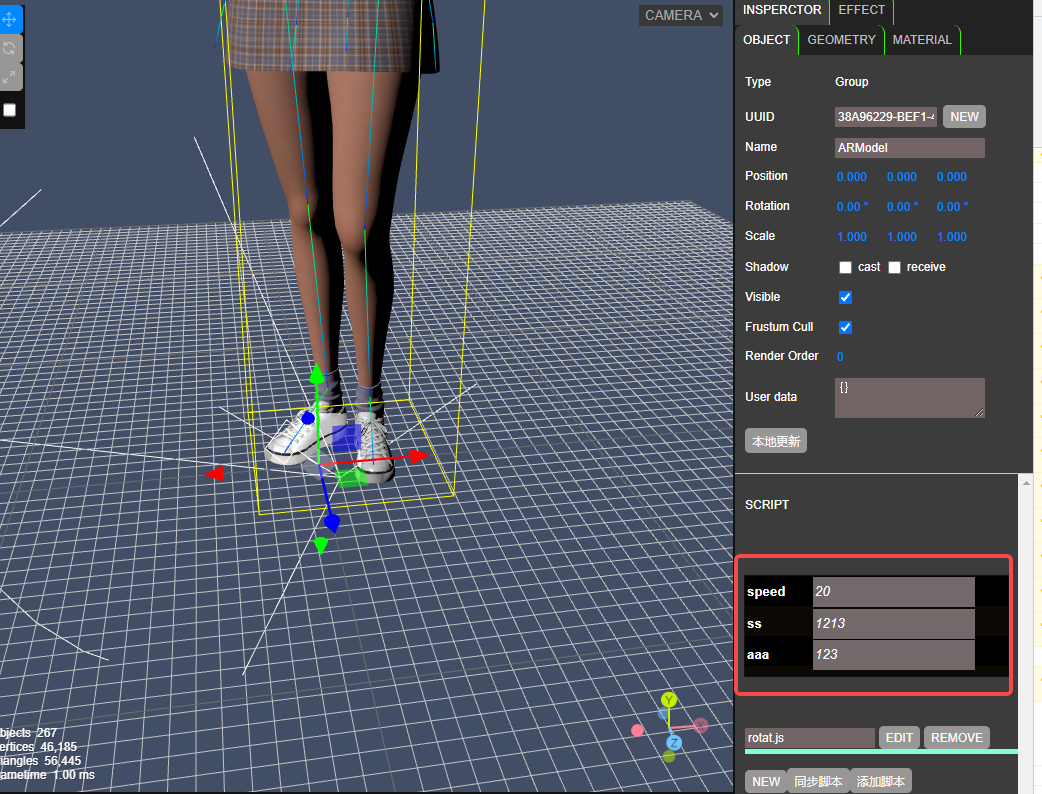 CAMERA
INSPERCTOR EFFECT
OBJECT GEOMETRY MATERIAL
Type Group
UUID 38A96229-BEF1- NEW
Name ARModel
Position 0.000 0.000 0.000
Rotation 0.00 ° 0.00 ° 0.00 °
Scale 1.000 1.000 1.000
Shadow cast receive
Visible
Frustum Cull
Render Order 0
User data {}
本地更新
SCRIPT
speed 20
ss 1213
aaa 123
rotat.js EDIT REMOVE
NEW 同步脚本 添加脚本
Y
X
Z
bjects 267
ertices 46,185
iangles 56,445
ametime 1.00 ms